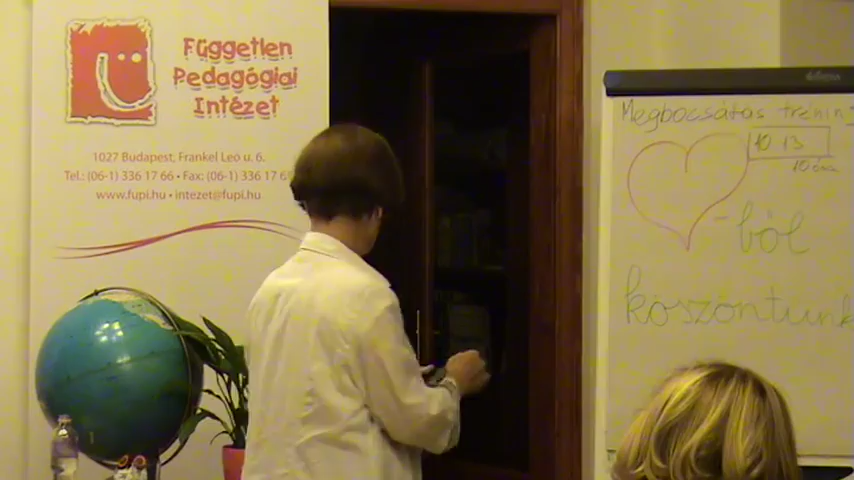 Független
Pedagógiai
Intézet
1027 Budapest, Frankel Leó u. 6.
Tel.: (06-1) 336 17 66 • Fax: (06-1) 336 17
www.fupi.hu • intezet@fupi.hu
Megbocsátás tréning
10 13
10 óra
-ből
köszöntünk